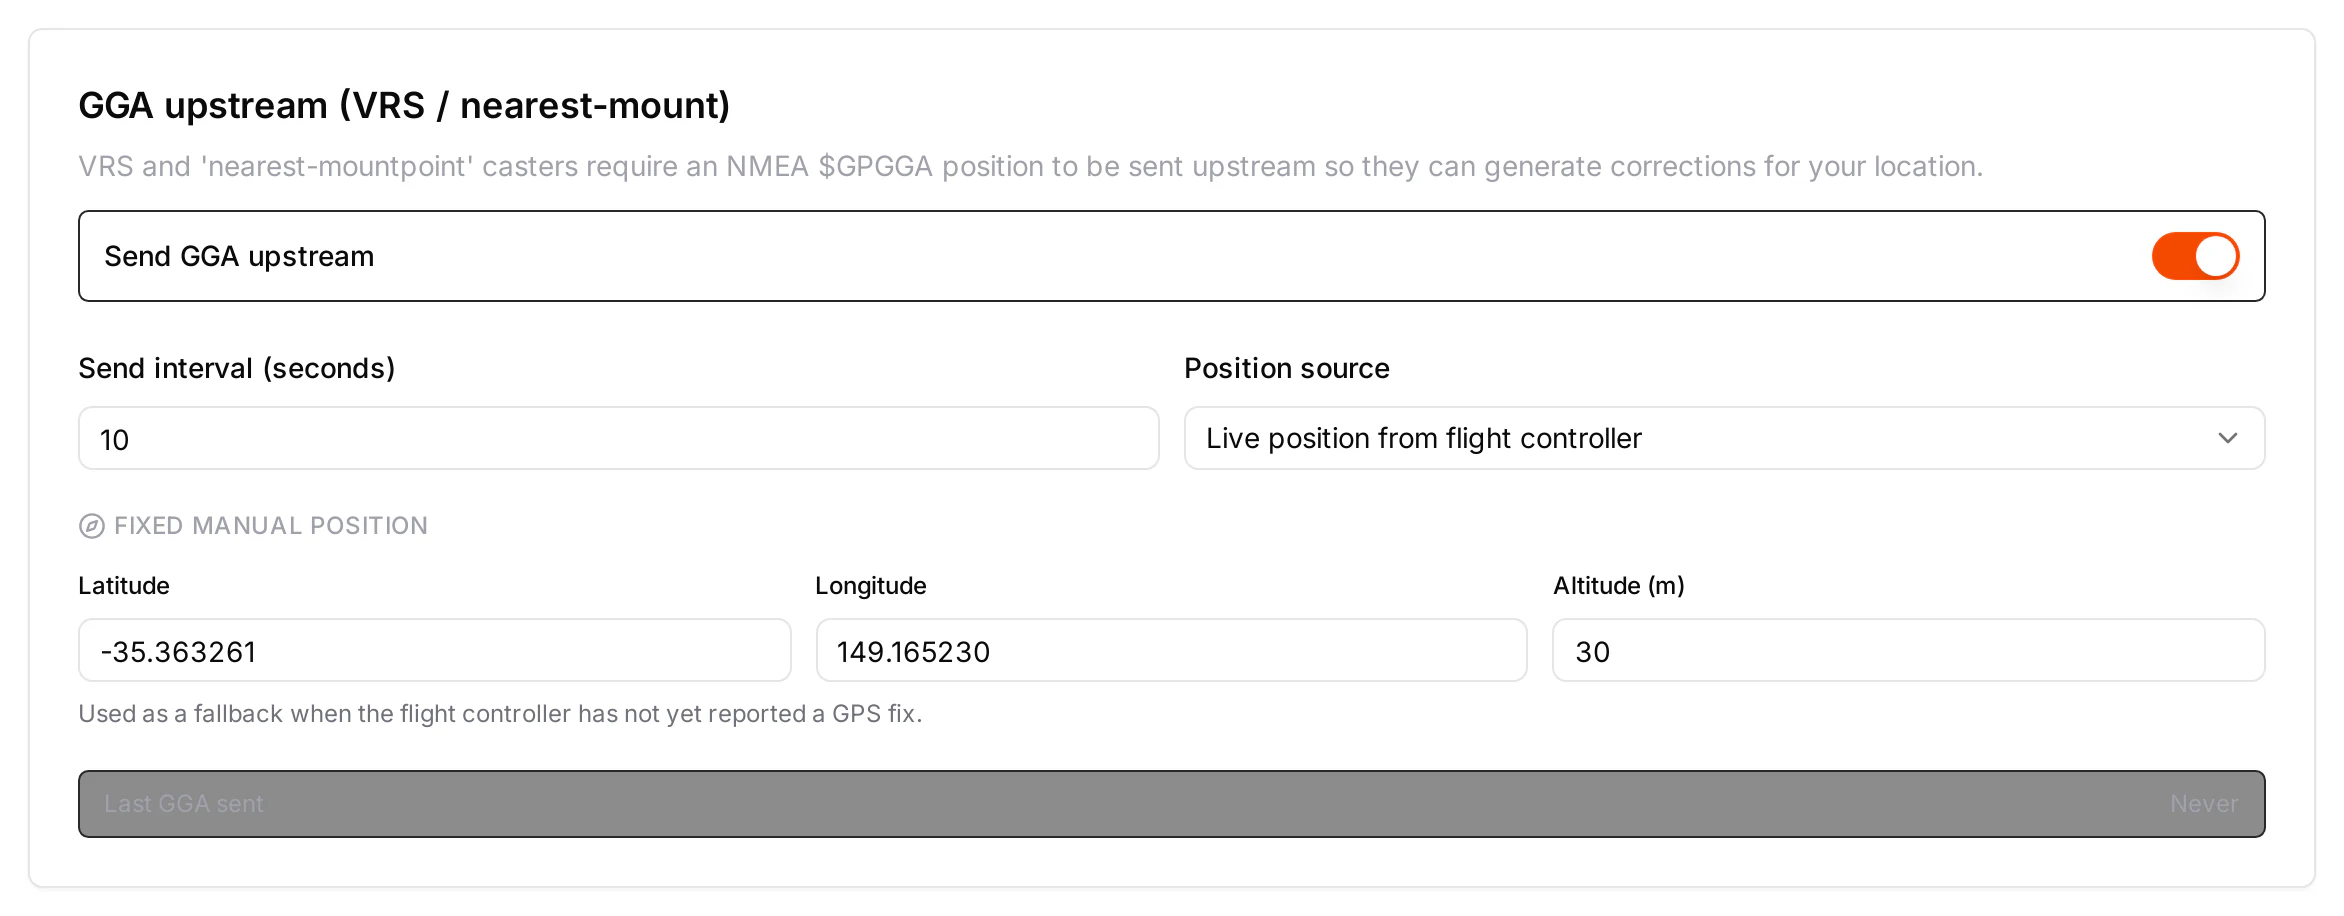 GGA upstream (VRS / nearest-mount)
VRS and 'nearest-mountpoint' casters require an NMEA $GPGGA position to be sent upstream so they can generate corrections for your location.
Send GGA upstream
Send interval (seconds)
Position source
10
Live position from flight controller
FIXED MANUAL POSITION
Latitude
Longitude
Altitude (m)
-35.363261
149.165230
30
Used as a fallback when the flight controller has not yet reported a GPS fix.
Last GGA sent
Never